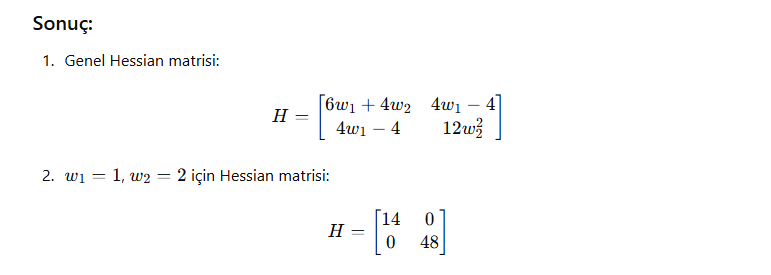 Sonuç:
1. Genel Hessian matrisi:
H = [6w₁ + 4w₂ 4w₁ − 4
4w₁ − 4 12w₂²]
2. w₁ = 1, w₂ = 2 için Hessian matrisi:
H = [14 0
0 48]